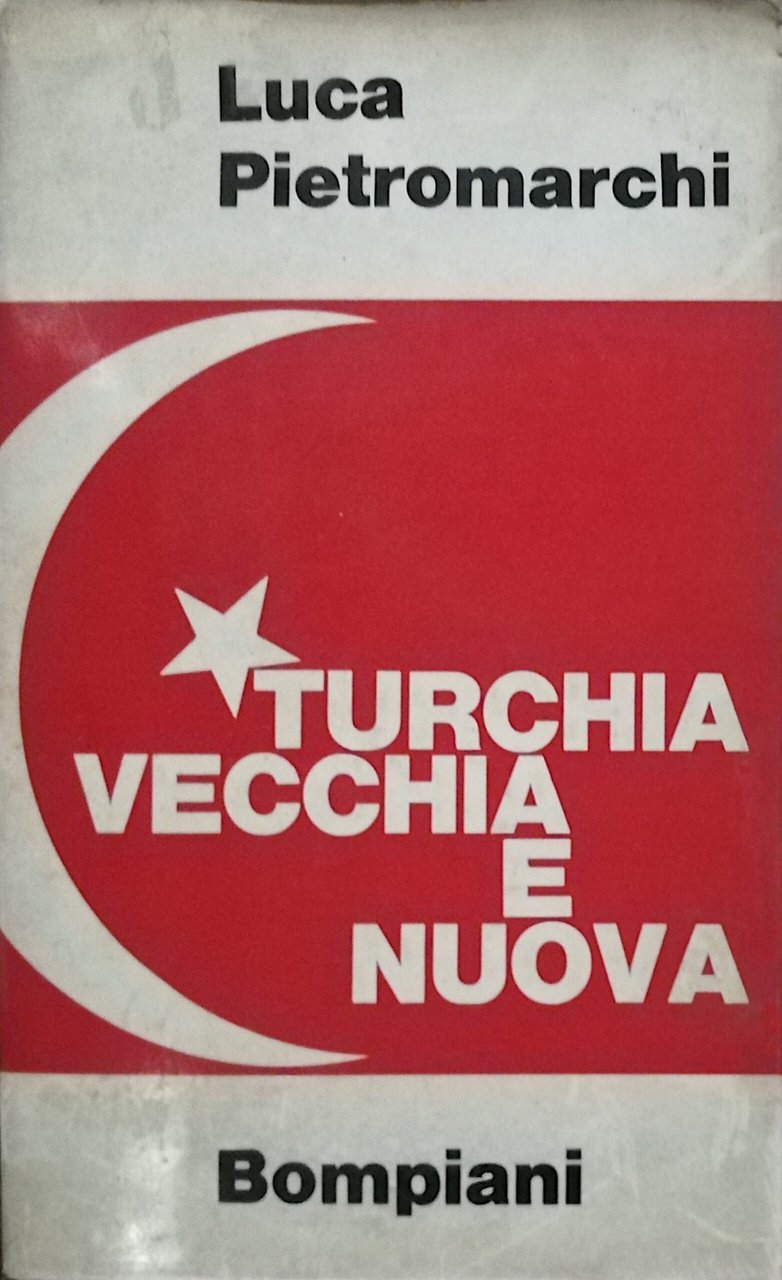 Luca
Pietromarchi
TURCHIA
VECCHIA
E
NUOVA
Bompiani